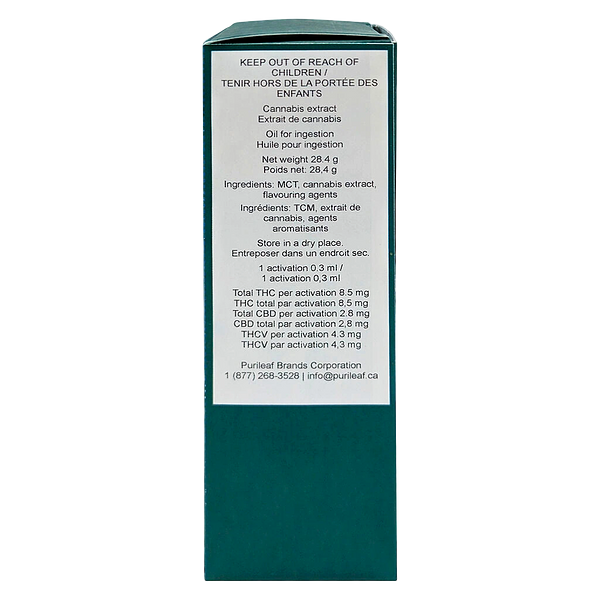 KEEP OUT OF REACH OF
CHILDREN /
TENIR HORS DE LA PORTÉE DES
ENFANTS
Cannabis extract
Extrait de cannabis
Oil for ingestion
Huile pour ingestion
Net weight 28.4 g
Poids net: 28,4 g
Ingredients: MCT, cannabis extract,
flavouring agents
Ingrédients: TCM, extrait de
cannabis, agents
aromatisants
Store in a dry place.
Entreposer dans un endroit sec.
1 activation 0.3 ml /
1 activation 0,3 ml
Total THC per activation 8.5 mg
THC total par activation 8,5 mg
Total CBD per activation 2.8 mg
CBD total par activation 2,8 mg
THCV per activation 4.3 mg
THCV par activation 4,3 mg
Purileaf Brands Corporation
1 (877) 268-3528 | info@purileaf.ca